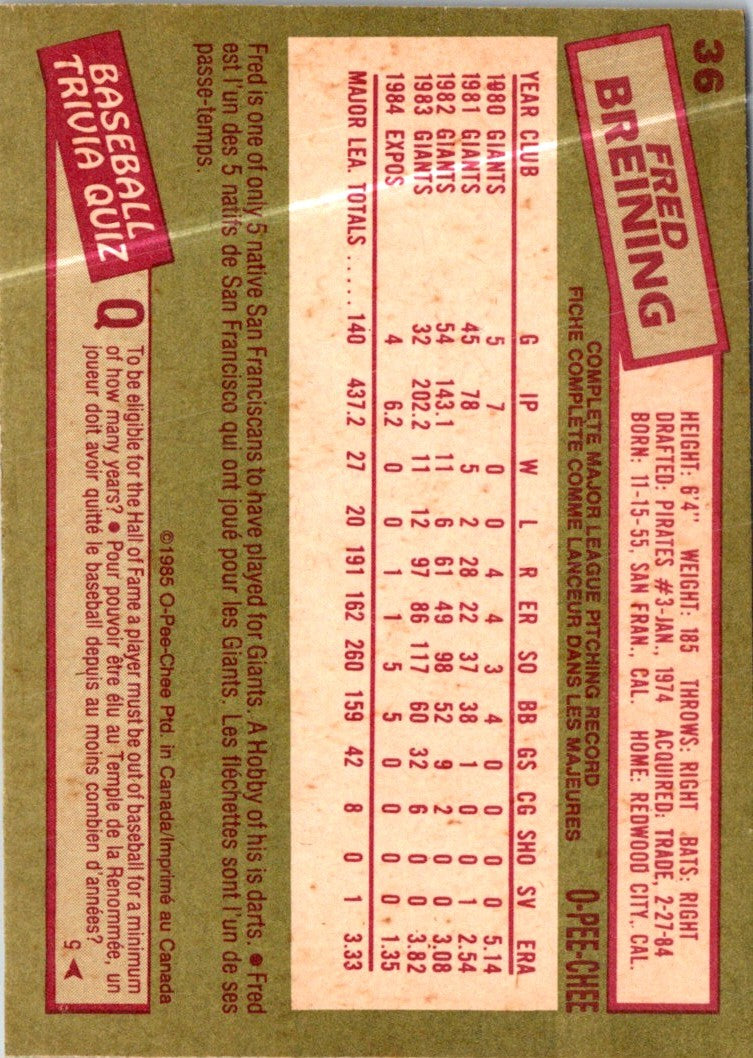 36
FRED
BREINING
HEIGHT: 6'4" WEIGHT: 185 THROWS: RIGHT BATS: RIGHT
DRAFTED: PIRATES #3-JAN., 1974 ACQUIRED: TRADE, 2-27-84
BORN: 11-15-55, SAN FRAN., CAL. HOME: REDWOOD CITY, CAL.
COMPLETE MAJOR LEAGUE PITCHING RECORD
FICHE COMPLÈTE COMME LANCEUR DANS LES MAJEURES
O-PEE-CHEE
YEAR CLUB G IP W L R ER SO BB GS CG SHO SV ERA
1980 GIANTS 5 7 0 0 4 4 3 4 0 0 0 0 5.14
1981 GIANTS 45 78 5 2 28 22 37 38 1 0 0 1 2.54
1982 GIANTS 54 143.1 11 6 61 49 98 52 9 2 0 0 3.08
1983 GIANTS 32 202.2 11 12 97 86 117 60 32 6 0 0 3.82
1984 EXPOS 4 6.2 0 0 1 1 5 5 0 0 0 0 1.35
MAJOR LEA. TOTALS ..... 140 437.2 27 20 191 162 260 159 42 8 0 1 3.33
Fred is one of only 5 native San Franciscans to have played for Giants. A Hobby of his is darts. ● Fred
est l'un des 5 natifs de San Francisco qui ont joué pour les Giants. Les fléchettes sont l'un de ses
passe-temps.
©1985 O-Pee-Chee Ptd. in Canada/Imprimé au Canada
BASEBALL
TRIVIA QUIZ
Q To be eligible for the Hall of Fame a player must be out of baseball for a minimum
of how many years? ● Pour pouvoir être élu au Temple de la Renommée, un
joueur doit avoir quitté le baseball depuis au moins combien d'années?
5